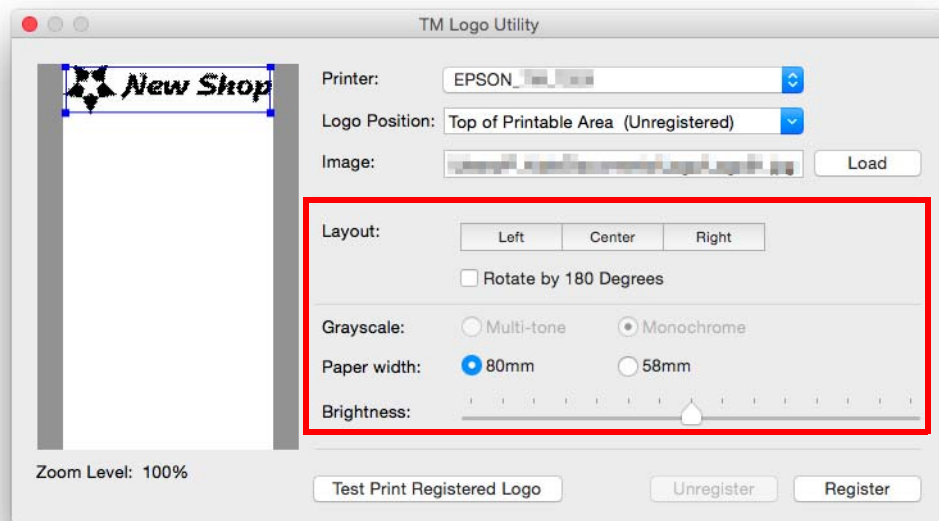 TM Logo Utility
New Shop
Printer: EPSON_
Logo Position: Top of Printable Area (Unregistered)
Image: Load
Layout: Left Center Right
Rotate by 180 Degrees
Grayscale: Multi-tone Monochrome
Paper width: 80mm 58mm
Brightness:
Zoom Level: 100%
Test Print Registered Logo Unregister Register